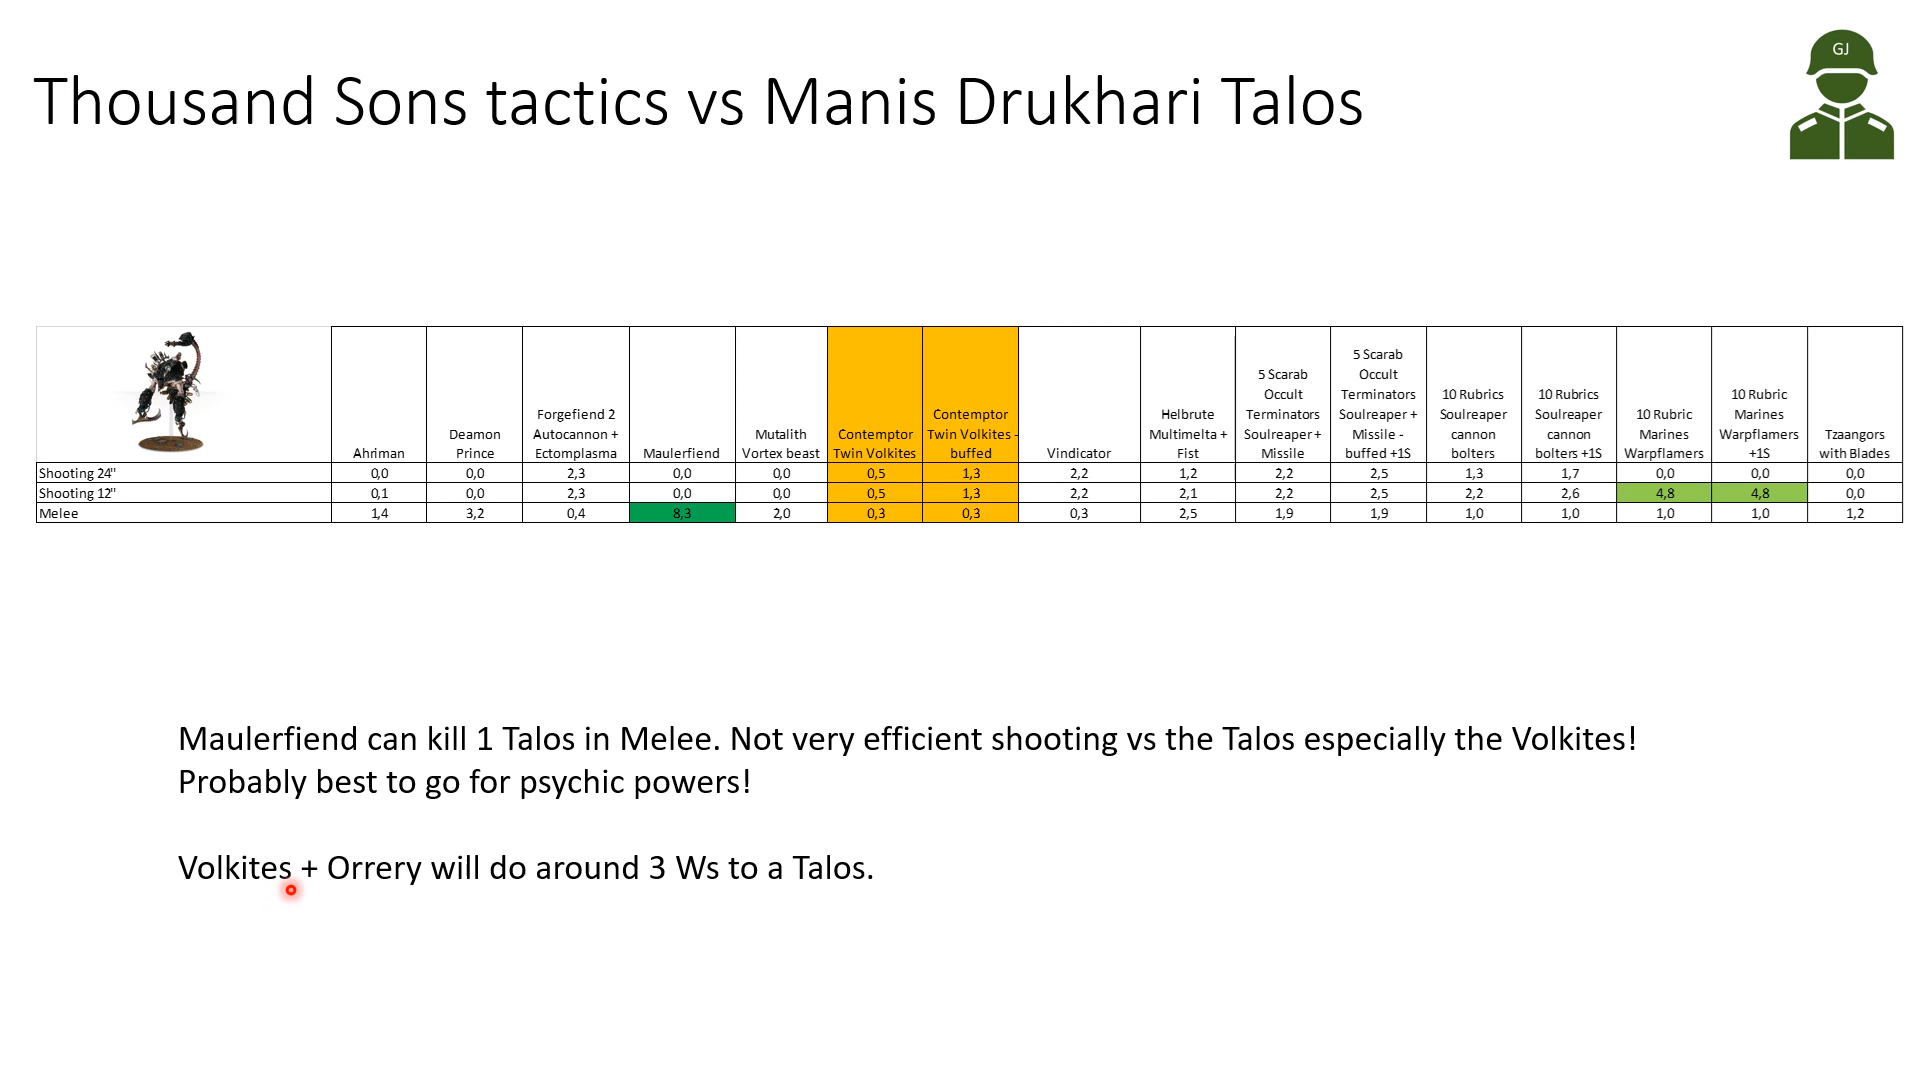 GJ
Thousand Sons tactics vs Manis Drukhari Talos
Ahriman
Deamon
Prince
Forgefiend 2
Autocannon +
Ectoplasma
Maulerfiend
Mutalith
Vortex beast
Contemptor
Twin Volkites
Contemptor
Twin Volkites -
buffed
Vindicator
Helbrute
Multimelta +
Fist
5 Scarab
Occult
Terminators
Soulreaper +
Missile
5 Scarab
Occult
Terminators
Soulreaper +
Missile -
buffed +1S
10 Rubrics
Soulreaper
cannon
bolters
10 Rubrics
Soulreaper
cannon
bolters +1S
10 Rubric
Marines
Warpflamers
10 Rubric
Marines
Warpflamers
+1S
Tzaangors
with Blades
Shooting 24" 0,0 0,0 2,3 0,0 0,0 0,5 1,3 2,2 1,2 2,2 2,5 1,3 1,7 0,0 0,0 0,0
Shooting 12" 0,1 0,0 2,3 0,0 0,0 0,5 1,3 2,2 2,1 2,2 2,5 2,2 2,6 4,8 4,8 0,0
Melee 1,4 3,2 0,4 8,3 2,0 0,3 0,3 0,3 2,5 1,9 1,9 1,0 1,0 1,0 1,0 1,2
Maulerfiend can kill 1 Talos in Melee. Not very efficient shooting vs the Talos especially the Volkites!
Probably best to go for psychic powers!
Volkites + Orrery will do around 3 Ws to a Talos.